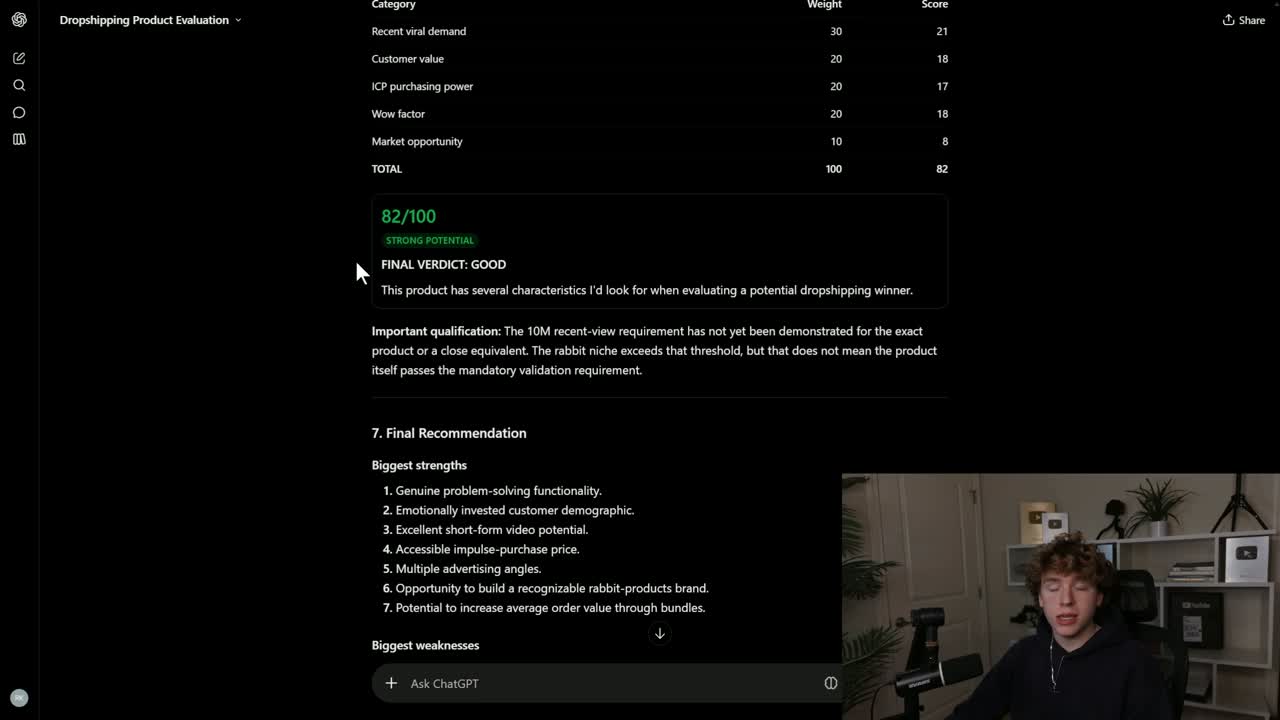 Dropshipping Product Evaluation
Share
Category Weight Score
Recent viral demand 30 21
Customer value 20 18
ICP purchasing power 20 17
Wow factor 20 18
Market opportunity 10 8
TOTAL 100 82
82/100
STRONG POTENTIAL
FINAL VERDICT: GOOD
This product has several characteristics I'd look for when evaluating a potential dropshipping winner.
Important qualification: The 10M recent-view requirement has not yet been demonstrated for the exact
product or a close equivalent. The rabbit niche exceeds that threshold, but that does not mean the product
itself passes the mandatory validation requirement.
7. Final Recommendation
Biggest strengths
1. Genuine problem-solving functionality.
2. Emotionally invested customer demographic.
3. Excellent short-form video potential.
4. Accessible impulse-purchase price.
5. Multiple advertising angles.
6. Opportunity to build a recognizable rabbit-products brand.
7. Potential to increase average order value through bundles.
Biggest weaknesses
Ask ChatGPT